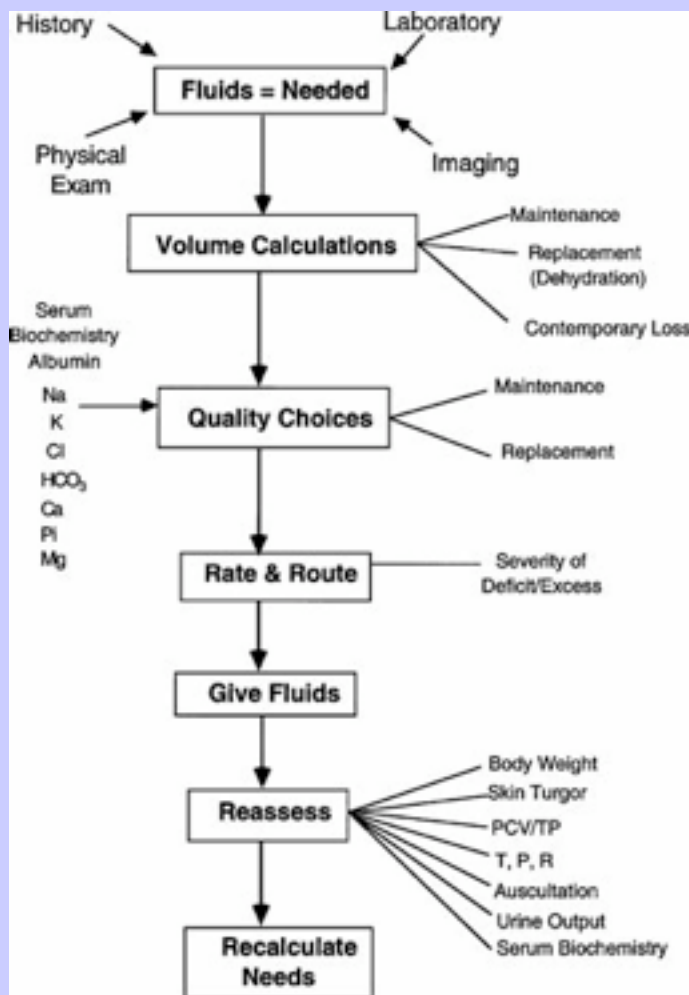 History
Laboratory
Fluids = Needed
Physical
Exam
Imaging
Volume Calculations
Maintenance
Replacement
(Dehydration)
Contemporary Loss
Serum
Biochemistry
Albumin
Na
K
Cl
HCO₃
Ca
Pi
Mg
Quality Choices
Maintenance
Replacement
Rate & Route
Severity of
Deficit/Excess
Give Fluids
Reassess
Body Weight
Skin Turgor
PCV/TP
T, P, R
Auscultation
Urine Output
Serum Biochemistry
Recalculate
Needs